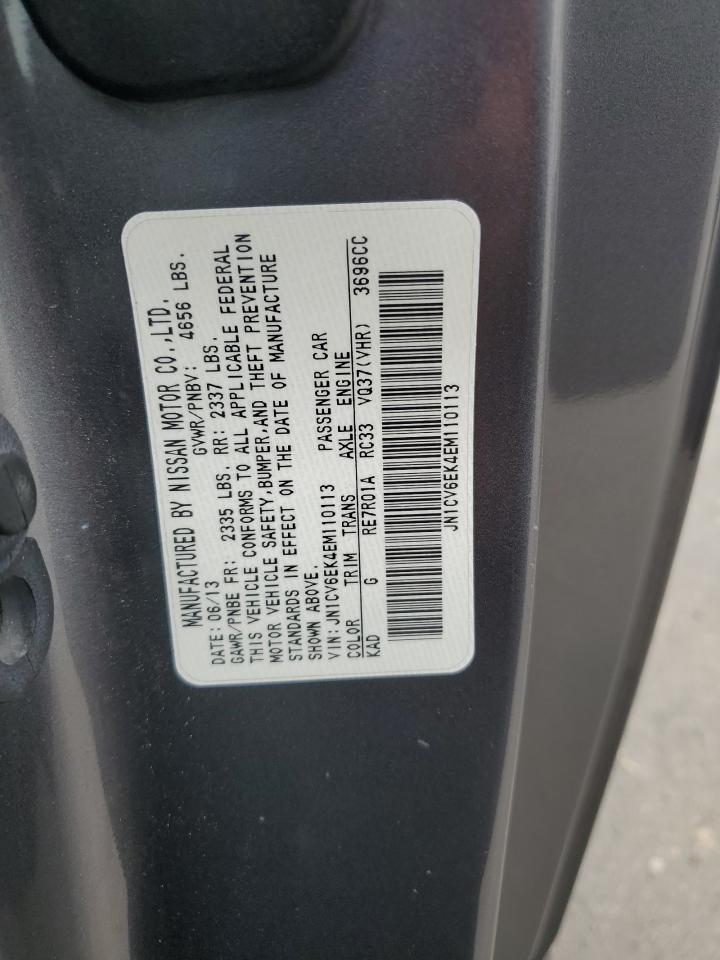 MANUFACTURED BY NISSAN MOTOR CO.,LTD.
DATE: 06/13 GVWR/PNBV: 4656 LBS.
GAWR/PNBE FR: 2335 LBS. RR: 2337 LBS.
THIS VEHICLE CONFORMS TO ALL APPLICABLE FEDERAL
MOTOR VEHICLE SAFETY,BUMPER,AND THEFT PREVENTION
STANDARDS IN EFFECT ON THE DATE OF MANUFACTURE
SHOWN ABOVE.
VIN: JN1CV6EK4EM110113 PASSENGER CAR
COLOR TRIM TRANS AXLE ENGINE
KAD G RE7R01A RC33 VQ37(VHR) 3696CC
JN1CV6EK4EM110113